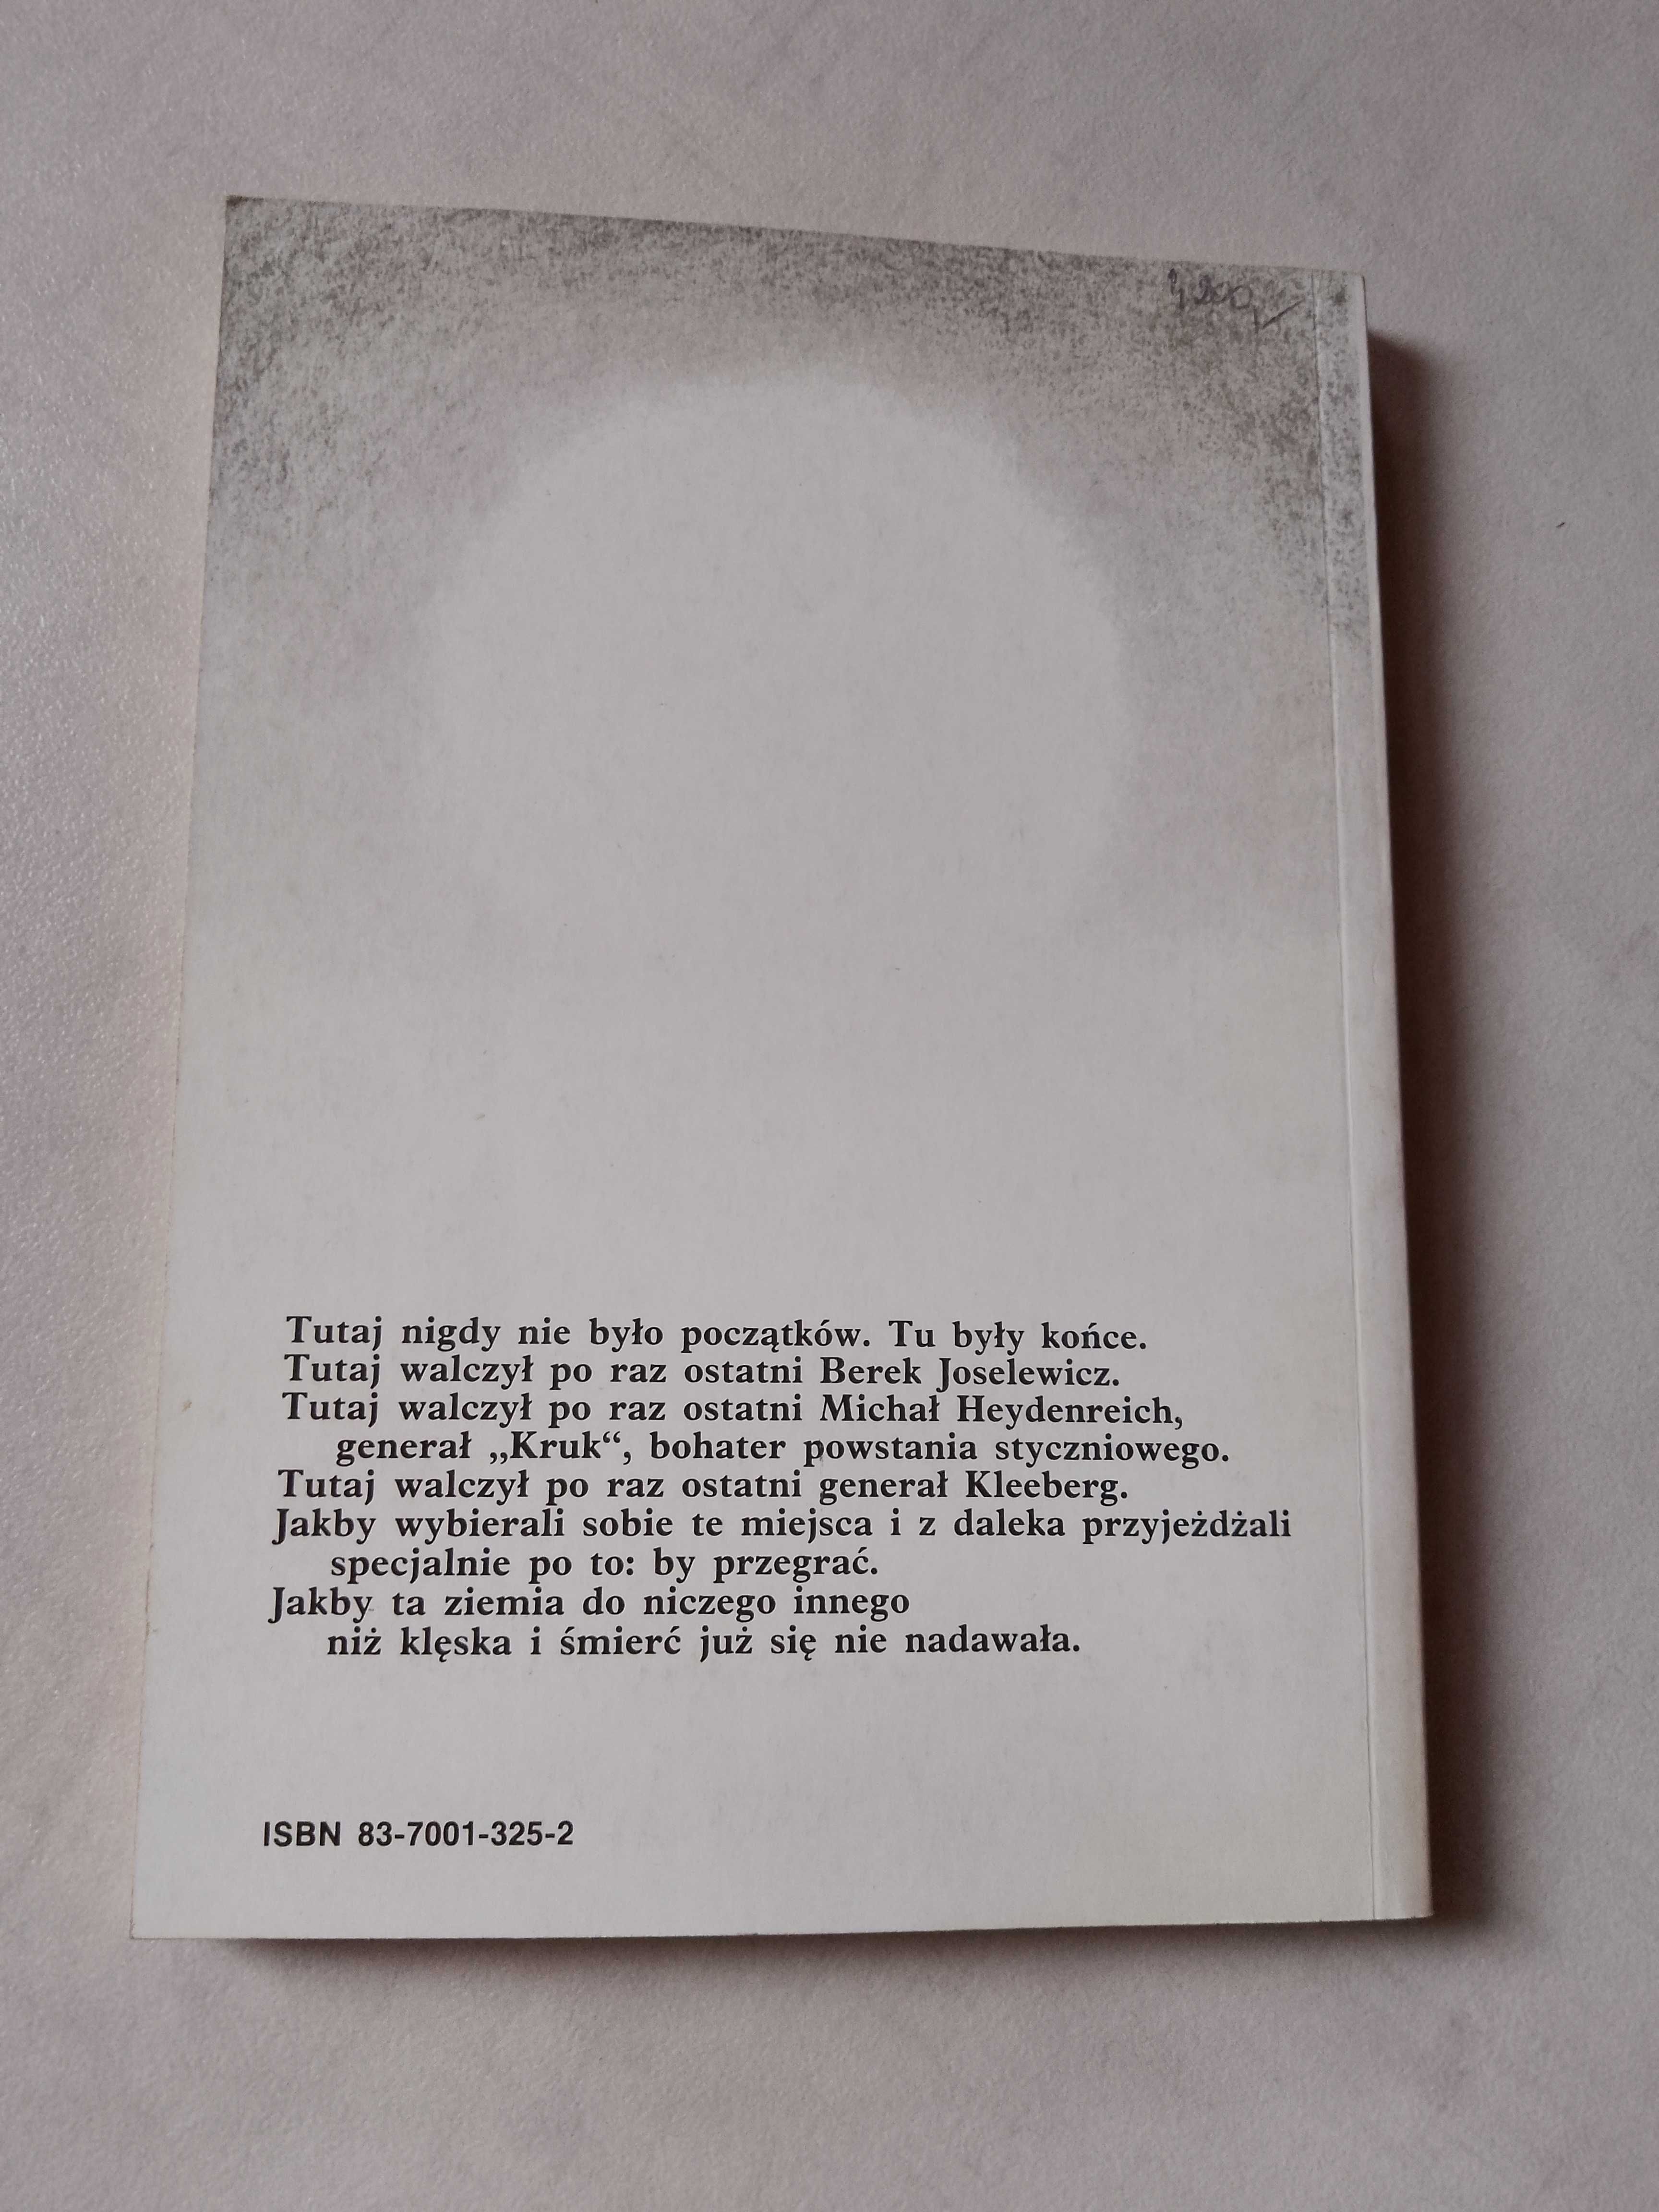 Tutaj nigdy nie było początków. Tu były końce.
Tutaj walczył po raz ostatni Berek Joselewicz.
Tutaj walczył po raz ostatni Michał Heydenreich,
generał „Kruk“, bohater powstania styczniowego.
Tutaj walczył po raz ostatni generał Kleeberg.
Jakby wybierali sobie te miejsca i z daleka przyjeżdżali
specjalnie po to: by przegrać.
Jakby ta ziemia do niczego innego
niż klęska i śmierć już się nie nadawała.
ISBN 83-7001-325-2